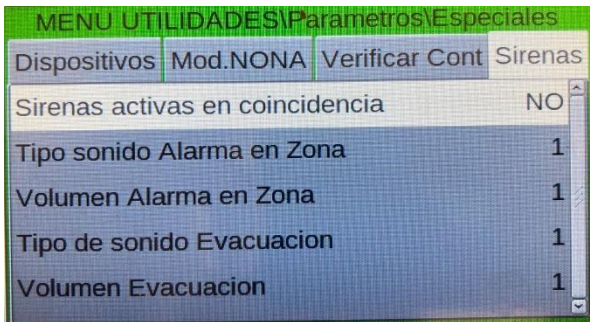 MENU UTILIDADES\Parametros\Especiales
Dispositivos Mod.NONA Verificar Cont Sirenas
Sirenas activas en coincidencia NO
Tipo sonido Alarma en Zona 1
Volumen Alarma en Zona 1
Tipo de sonido Evacuacion 1
Volumen Evacuacion 1